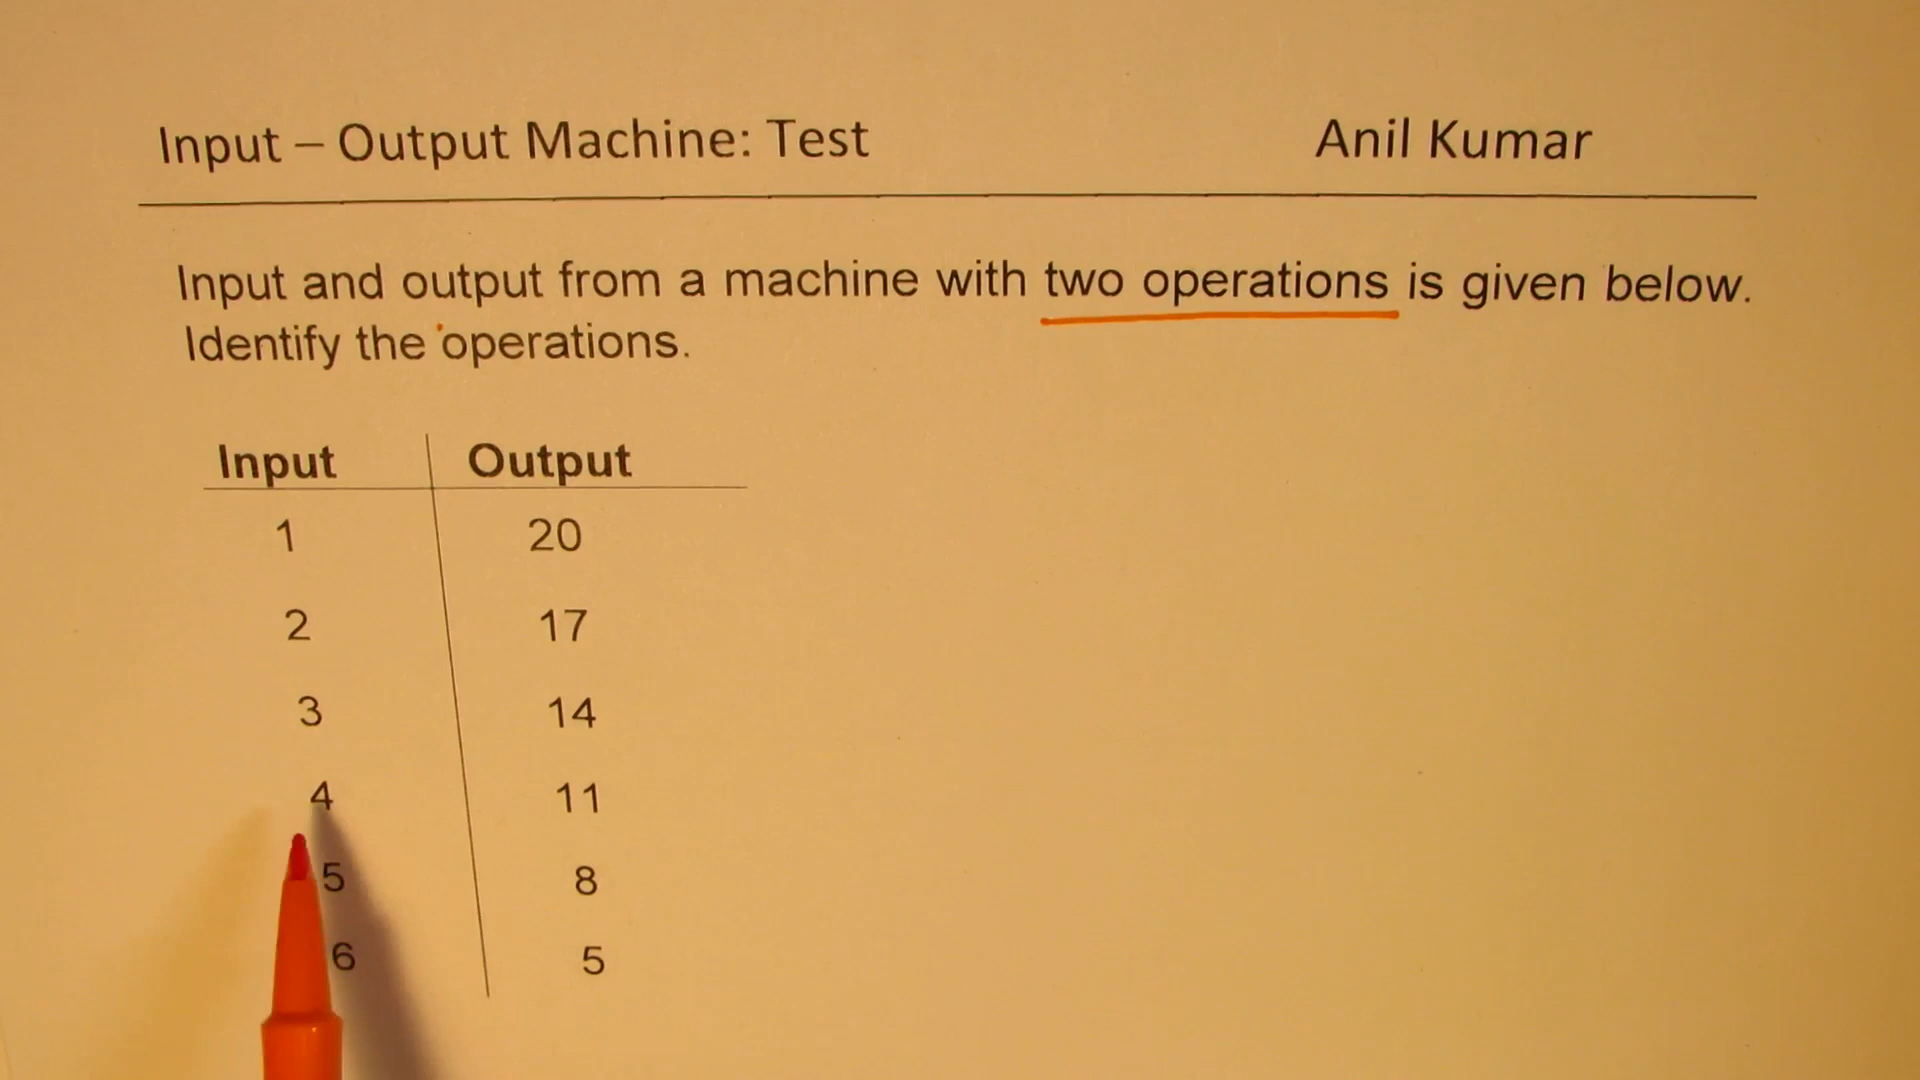 Input – Output Machine: Test Anil Kumar
Input and output from a machine with two operations is given below.
Identify the operations.
Input Output
1 20
2 17
3 14
4 11
5 8
6 5